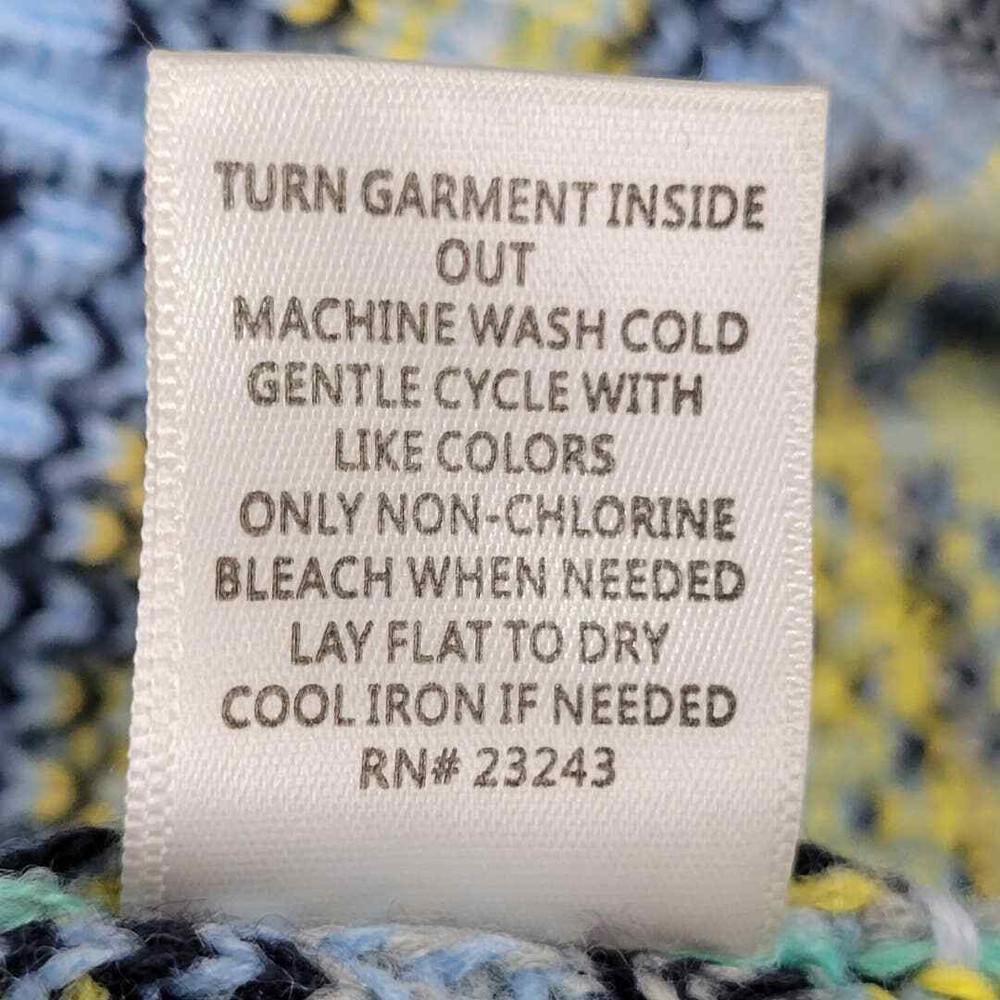 TURN GARMENT INSIDE
OUT
MACHINE WASH COLD
GENTLE CYCLE WITH
LIKE COLORS
ONLY NON-CHLORINE
BLEACH WHEN NEEDED
LAY FLAT TO DRY
COOL IRON IF NEEDED
RN# 23243